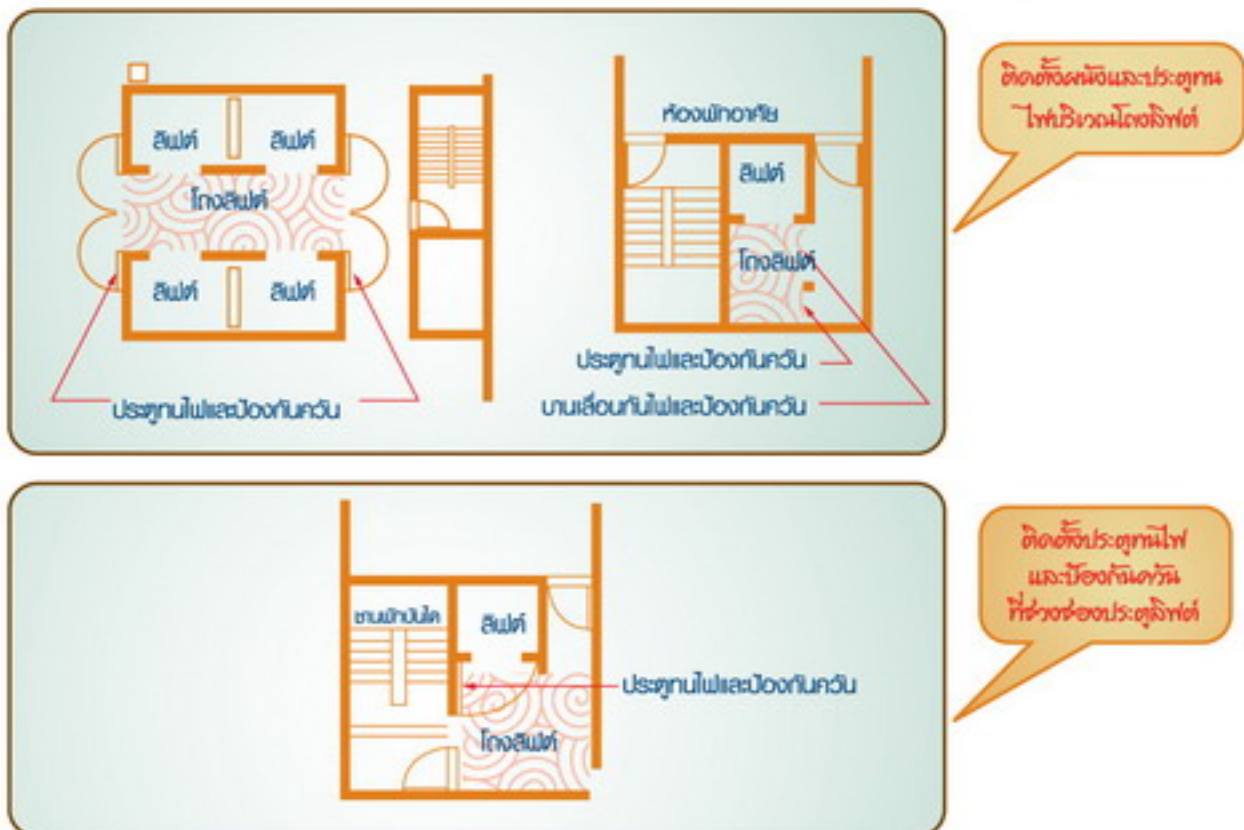 ติดตั้งผนังและประตูทน
ไฟบริเวณโถงลิฟต์
ลิฟต์
ลิฟต์
โถงลิฟต์
ลิฟต์
ลิฟต์
ประตูทนไฟและป้องกันควัน
ห้องพักอาศัย
ลิฟต์
โถงลิฟต์
ประตูทนไฟและป้องกันควัน
บานเลื่อนกันไฟและป้องกันควัน
ติดตั้งประตูทนไฟ
และป้องกันควัน
ที่ช่วงช่องประตูลิฟต์
ชานพักบันได
ลิฟต์
ประตูทนไฟและป้องกันควัน
โถงลิฟต์